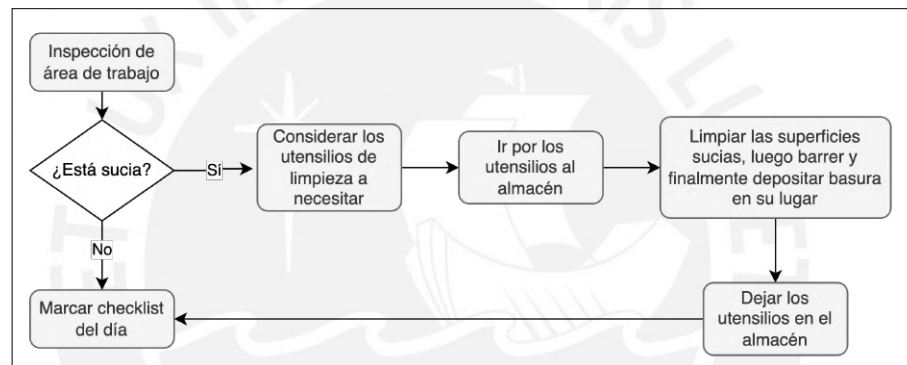 Inspección de
área de trabajo
¿Está sucia?
Sí
Considerar los
utensilios de
limpieza a
necesitar
Ir por los
utensilios al
almacén
Limpiar las superficies
sucias, luego barrer y
finalmente depositar basura
en su lugar
No
Marcar checklist
del día
Dejar los
utensilios en el
almacén